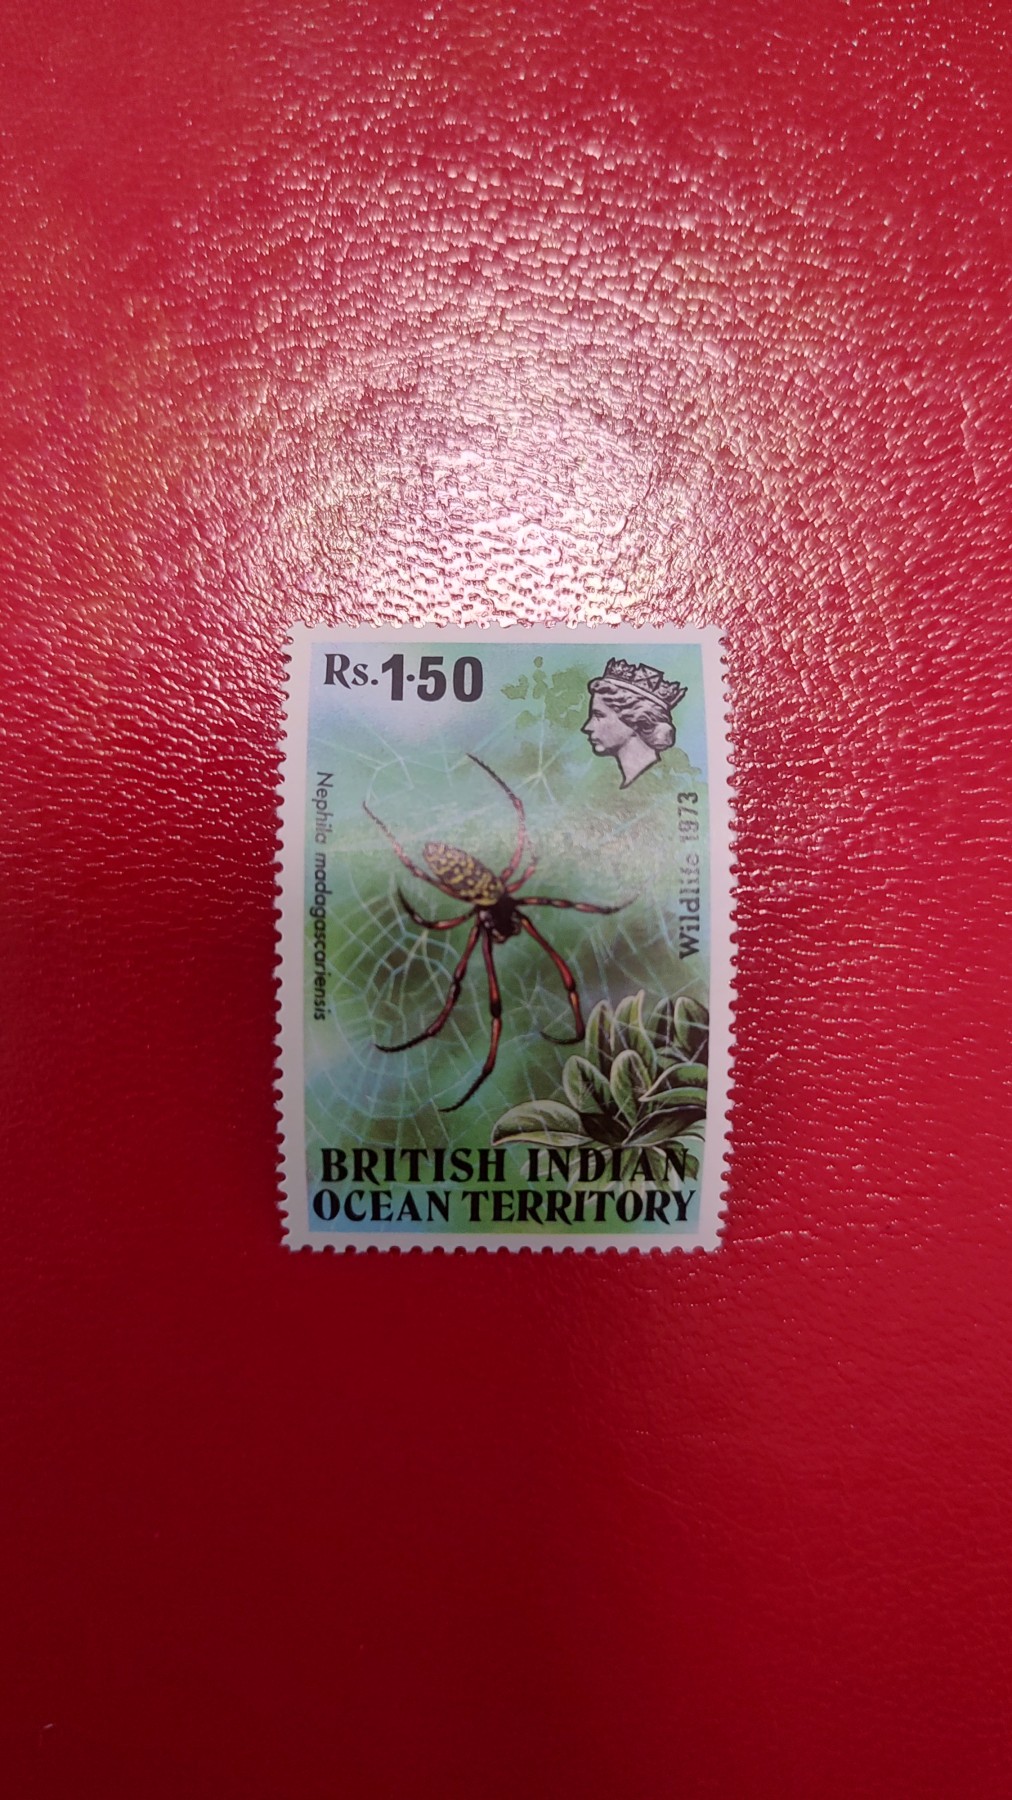 Rs.1·50
Nephila madagascariensis
Wildlife 1973
BRITISH INDIAN
OCEAN TERRITORY